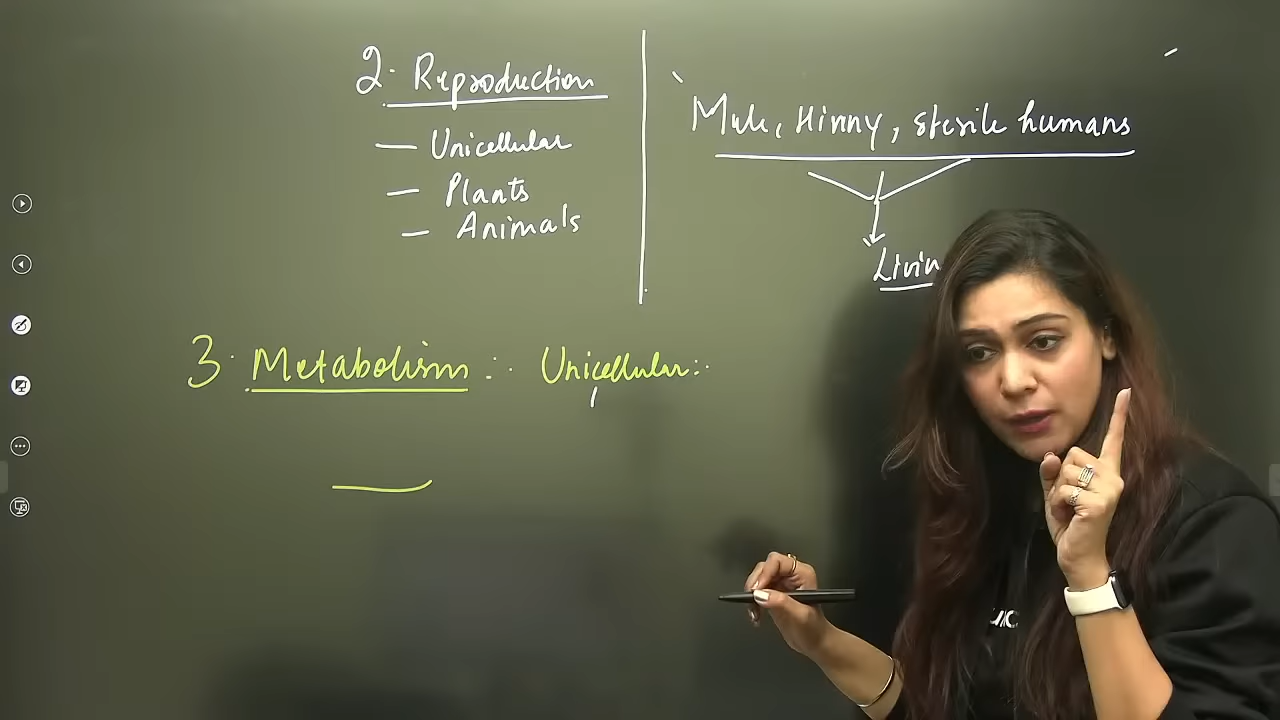 2. Reproduction
— Unicellular
— Plants
— Animals
Mule, Hinny, sterile humans
3. Metabolism :. Unicellular :.